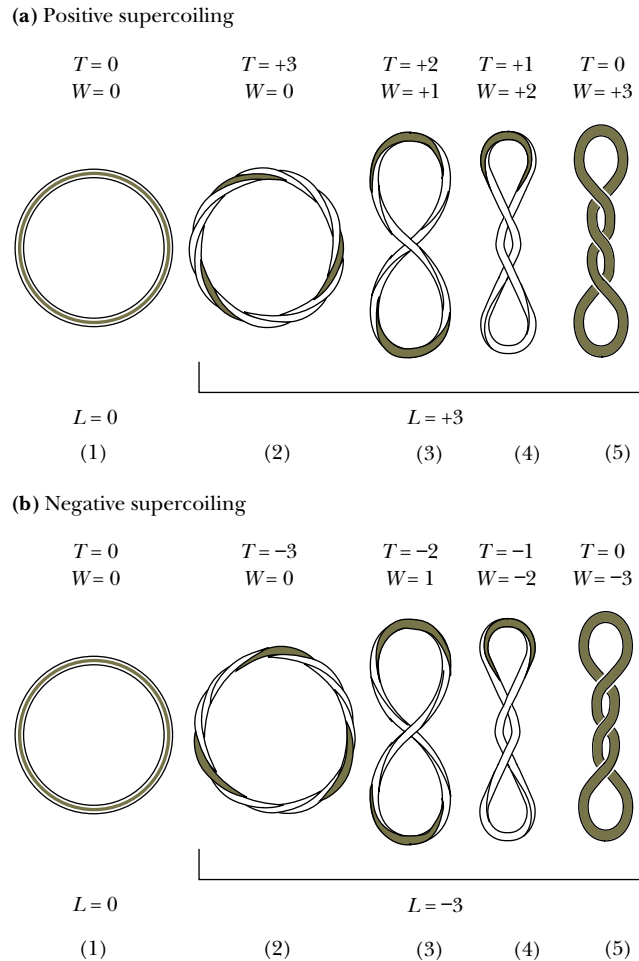 (a) Positive supercoiling
T = 0 T = +3 T = +2 T = +1 T = 0
W = 0 W = 0 W = +1 W = +2 W = +3
L = 0 L = +3
(1) (2) (3) (4) (5)
(b) Negative supercoiling
T = 0 T = −3 T = −2 T = −1 T = 0
W = 0 W = 0 W = 1 W = −2 W = −3
L = 0 L = −3
(1) (2) (3) (4) (5)